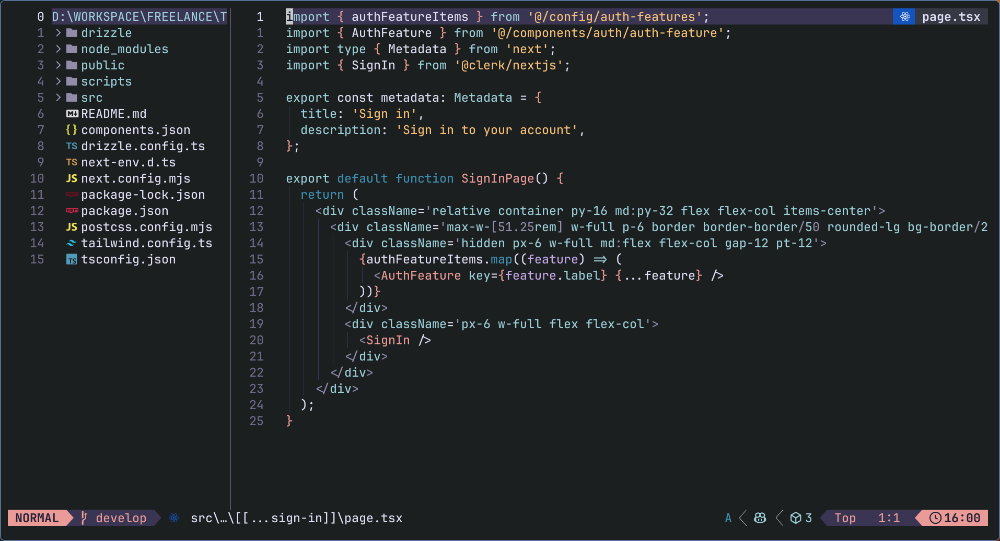 0 D:\WORKSPACE\FREELANCE\T
1 > drizzle
2 > node_modules
3 > public
4 > scripts
5 > src
6 README.md
7 {} components.json
8 TS drizzle.config.ts
9 TS next-env.d.ts
10 JS next.config.mjs
11 package-lock.json
12 package.json
13 JS postcss.config.mjs
14 tailwind.config.ts
15 TS tsconfig.json
1 import { authFeatureItems } from '@/config/auth-features';
page.tsx
1 import { AuthFeature } from '@/components/auth/auth-feature';
2 import type { Metadata } from 'next';
3 import { SignIn } from '@clerk/nextjs';
4
5 export const metadata: Metadata = {
6 title: 'Sign in',
7 description: 'Sign in to your account',
8 };
9
10 export default function SignInPage() {
11 return (
12 <div className='relative container py-16 md:py-32 flex flex-col items-center'>
13 <div className='max-w-[51.25rem] w-full p-6 border border-border/50 rounded-lg bg-border/2
14 <div className='hidden px-6 w-full md:flex flex-col gap-12 pt-12'>
15 {authFeatureItems.map((feature) => (
16 <AuthFeature key={feature.label} {...feature} />
17 ))}
18 </div>
19 <div className='px-6 w-full flex flex-col'>
20 <SignIn />
21 </div>
22 </div>
23 </div>
24 );
25 }
NORMAL develop src\…\[[...sign-in]]\page.tsx A 3 Top 1:1 16:00